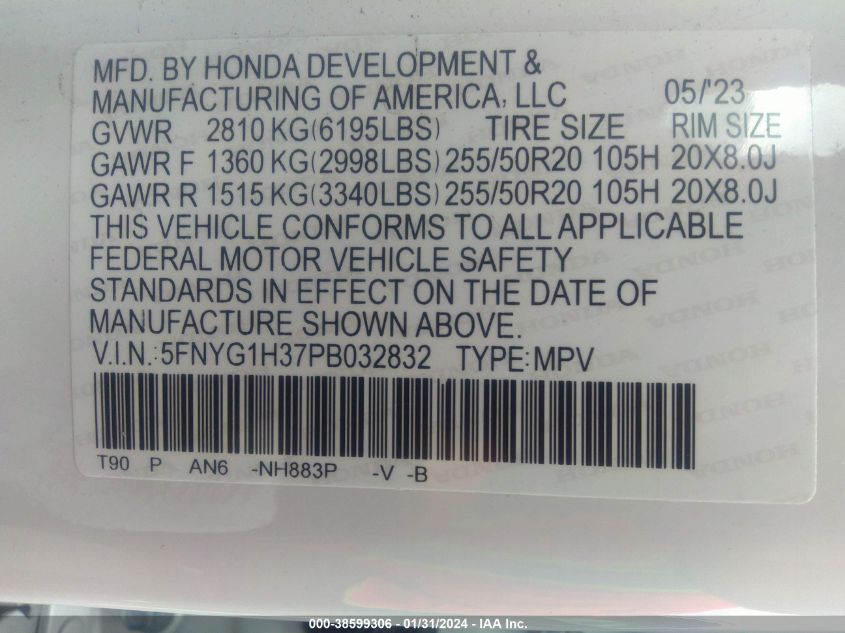 MFD. BY HONDA DEVELOPMENT &
MANUFACTURING OF AMERICA, LLC 05/'23
GVWR 2810 KG(6195LBS) TIRE SIZE RIM SIZE
GAWR F 1360 KG(2998LBS) 255/50R20 105H 20X8.0J
GAWR R 1515 KG(3340LBS) 255/50R20 105H 20X8.0J
THIS VEHICLE CONFORMS TO ALL APPLICABLE
FEDERAL MOTOR VEHICLE SAFETY
STANDARDS IN EFFECT ON THE DATE OF
MANUFACTURE SHOWN ABOVE.
V.I.N.:5FNYG1H37PB032832 TYPE:MPV
T90 P AN6 -NH883P -V -B
000-38599306 - 01/31/2024 - IAA Inc.